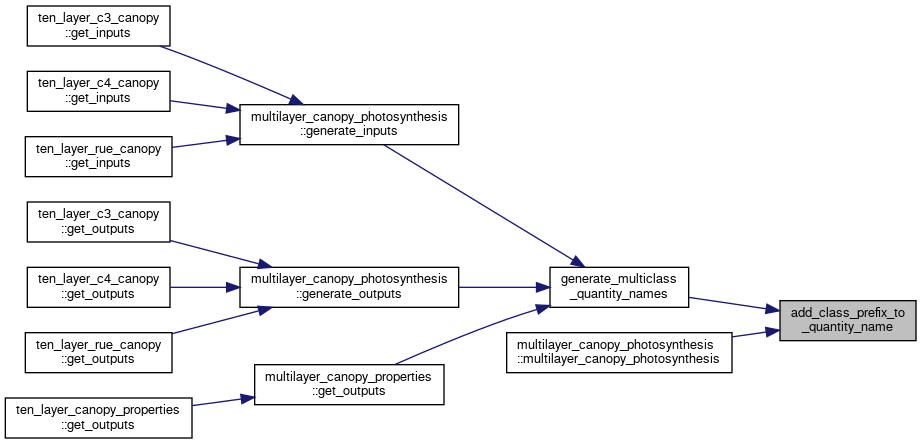 ten_layer_c3_canopy
::get_inputs
ten_layer_c4_canopy
::get_inputs
ten_layer_rue_canopy
::get_inputs
multilayer_canopy_photosynthesis
::generate_inputs
ten_layer_c3_canopy
::get_outputs
ten_layer_c4_canopy
::get_outputs
ten_layer_rue_canopy
::get_outputs
multilayer_canopy_photosynthesis
::generate_outputs
ten_layer_canopy_properties
::get_outputs
multilayer_canopy_properties
::get_outputs
generate_multiclass
_quantity_names
multilayer_canopy_photosynthesis
::multilayer_canopy_photosynthesis
add_class_prefix_to
_quantity_name